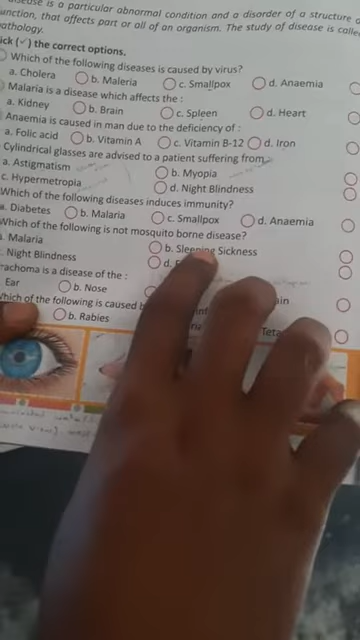 is a particular abnormal condition and a disorder of a structure o
unction, that affects part or all of organism. The study of disease is calle
athology.
ick (✓) the correct options.
Which of the following diseases is caused by virus?
a. Cholera b. Maleria c. Smallpox d. Anaemia
Malaria is a disease which affects the :
a. Kidney b. Brain c. Spleen d. Heart
Anaemia is caused in man due to the deficiency of :
a. Folic acid b. Vitamin A c. Vitamin B-12 d. Iron
Cylindrical glasses are advised to a patient suffering from
a. Astigmatism b. Myopia
c. Hypermetropia d. Night Blindness
Which of the following diseases induces immunity?
a. Diabetes b. Malaria c. Smallpox d. Anaemia
Which of the following is not mosquito borne disease?
. Malaria b. Sleeping Sickness
. Night Blindness d.
rachoma is a disease of the :
Ear b. Nose ain
hich of the following is caused
b. Rabies Teta